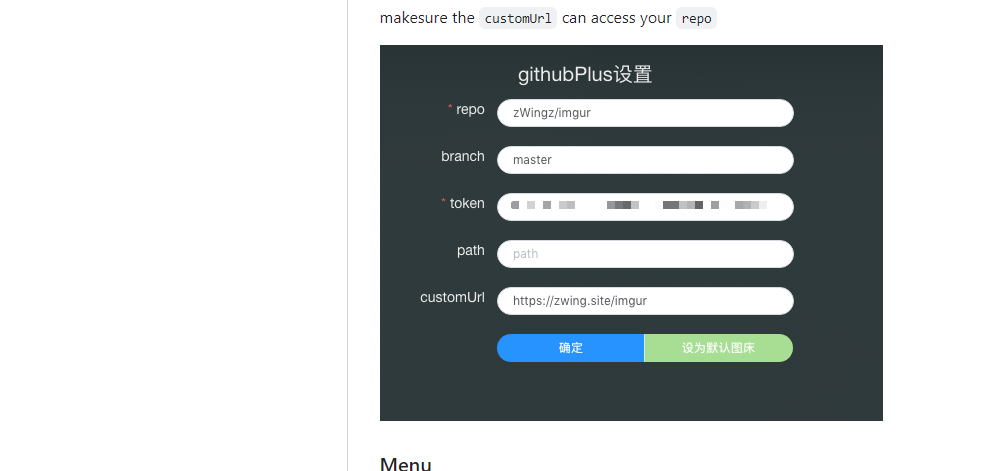 makesure the customUrl can access your repo
githubPlus设置
* repo
zWingz/imgur
branch
master
* token
path
path
customUrl
https://zwing.site/imgur
确定
设为默认图床
Menu